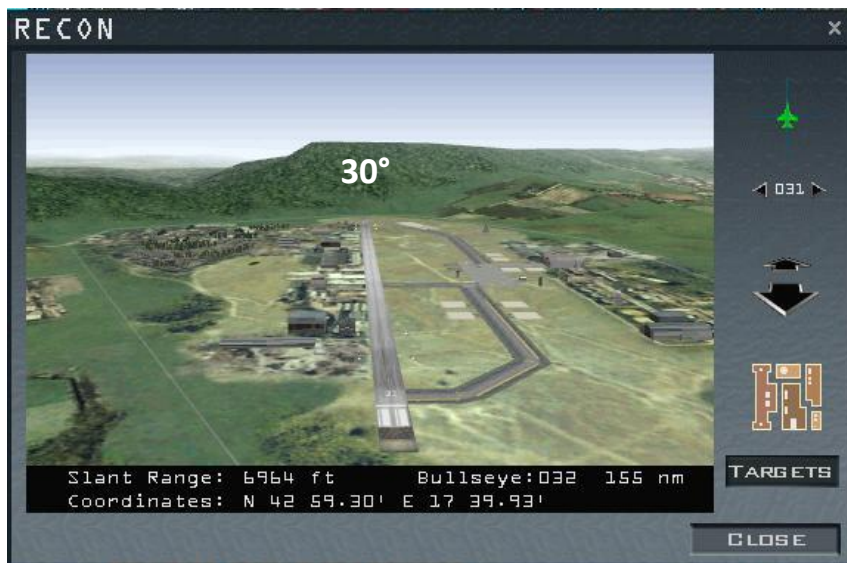 RECON
x
30°
031
21
Slant Range: 6964 ft Bullseye:032 155 nm
Coordinates: N 42 59.30' E 17 39.93'
TARGETS
CLOSE